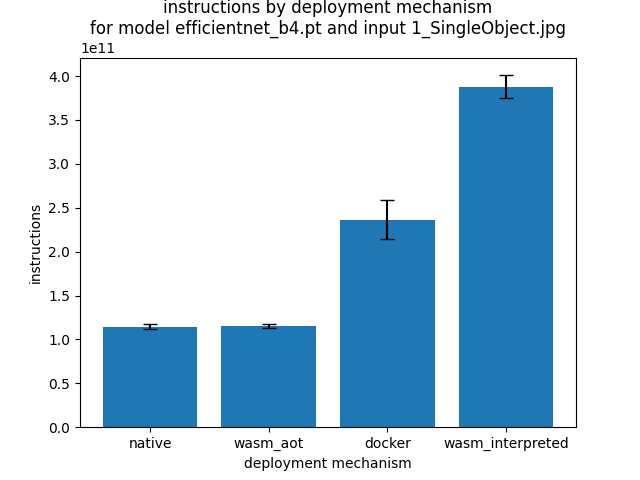 instructions by deployment mechanism
for model efficientnet_b4.pt and input 1_SingleObject.jpg
1e11
4.0
3.5
3.0
2.5
2.0
1.5
1.0
0.5
0.0
instructions
native
wasm_aot
docker
wasm_interpreted
deployment mechanism